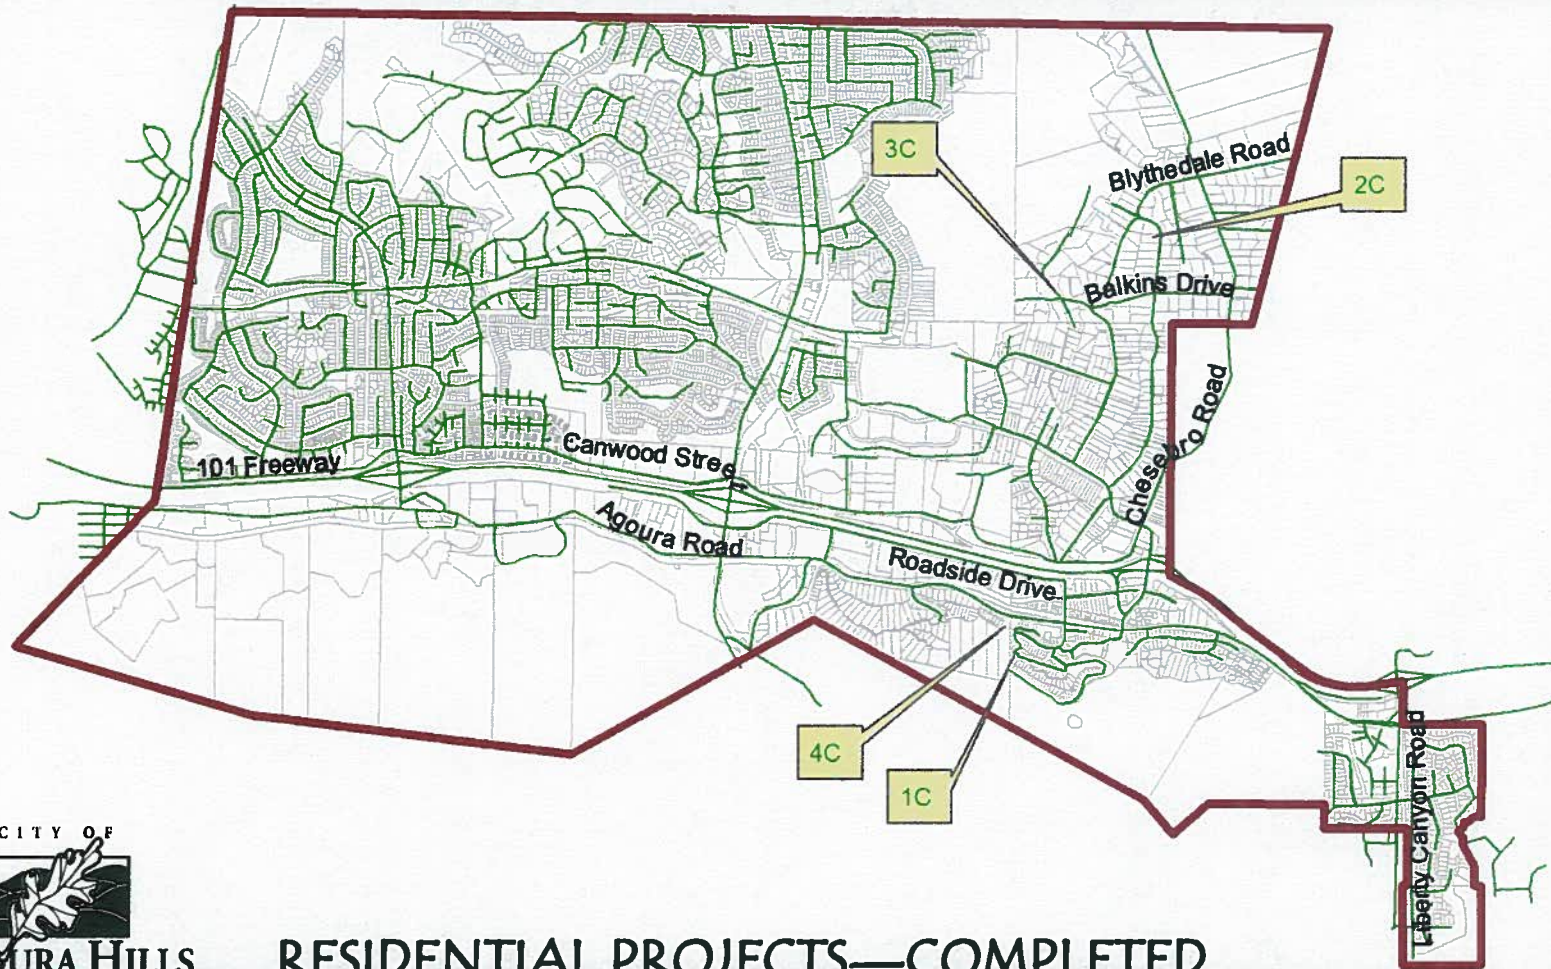 3C
Blythedale Road
2C
Balkins Drive
Chesebro Road
101 Freeway
Canwood Street
Agoura Road
Roadside Drive
4C
1C
Liberty Canyon Road
CITY OF
URA HILLS
RESIDENTIAL PROJECTS—COMPLETED